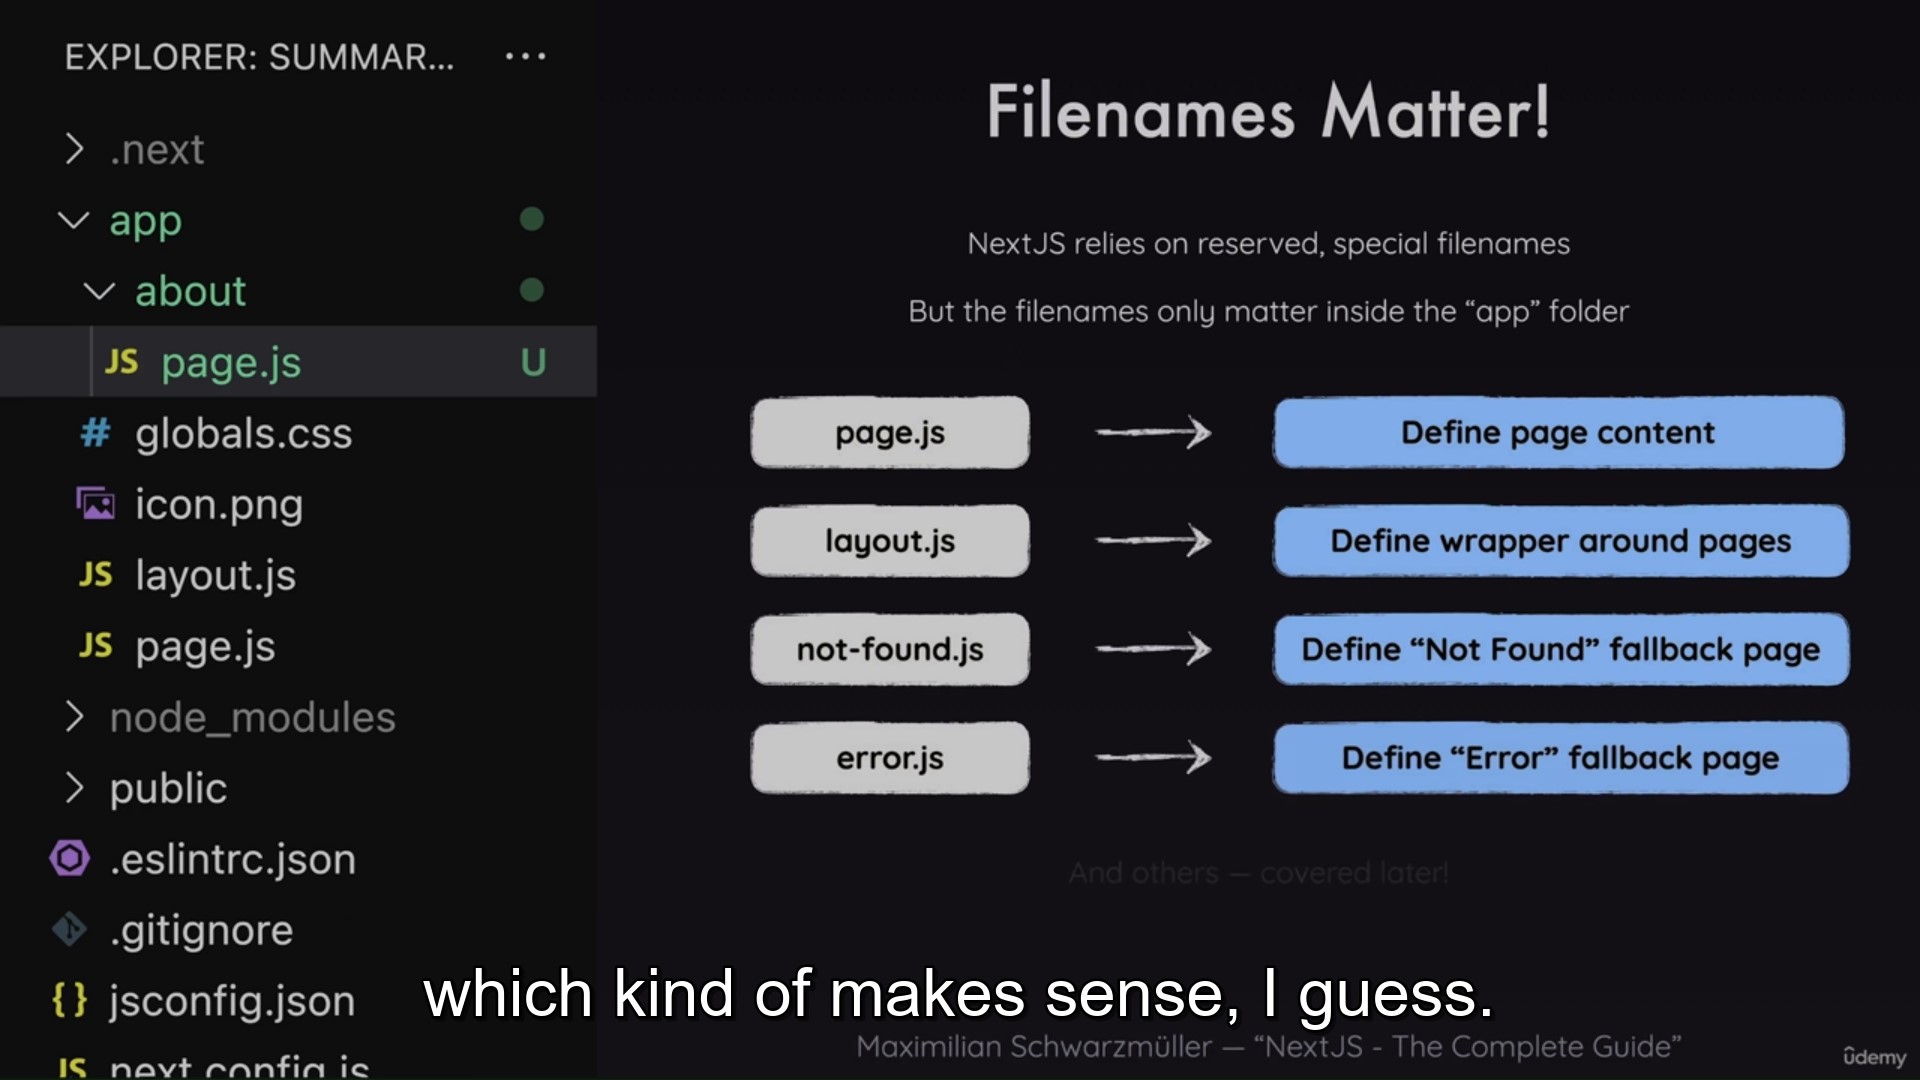 EXPLORER: SUMMAR...
.next
app
about
JS page.js U
# globals.css
icon.png
JS layout.js
JS page.js
node_modules
public
.eslintrc.json
.gitignore
{} jsconfig.json
JS next.config.js
Filenames Matter!
NextJS relies on reserved, special filenames
But the filenames only matter inside the “app” folder
page.js
Define page content
layout.js
Define wrapper around pages
not-found.js
Define “Not Found” fallback page
error.js
Define “Error” fallback page
And others — covered later!
which kind of makes sense, I guess.
Maximilian Schwarzmüller — “NextJS - The Complete Guide”
ûdemy